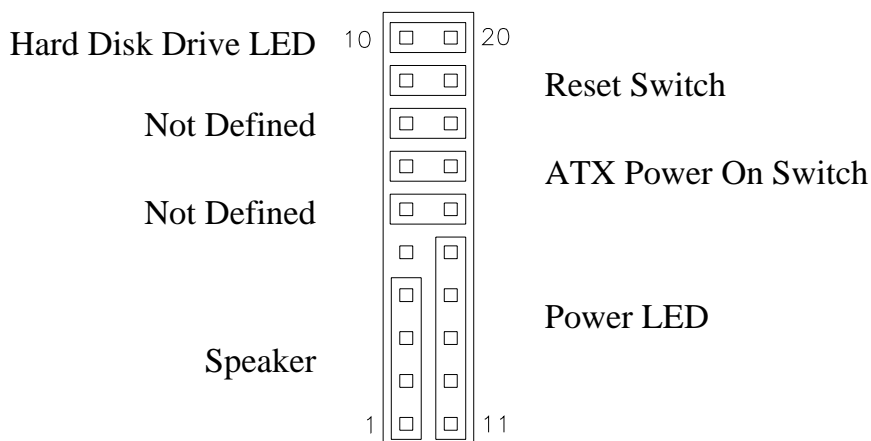 Hard Disk Drive LED
10
20
Reset Switch
Not Defined
ATX Power On Switch
Not Defined
Power LED
Speaker
1
11